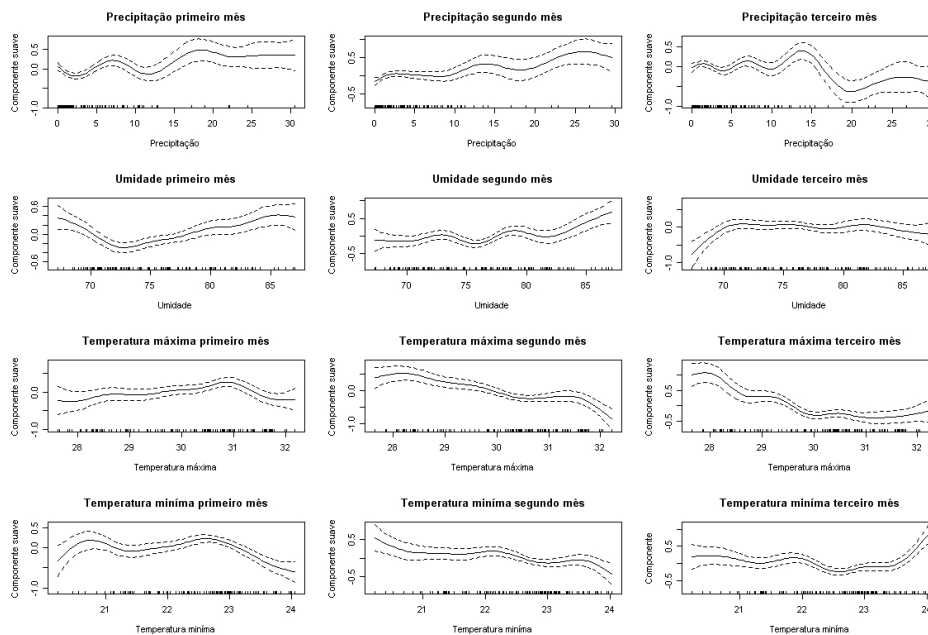 Precipitação primeiro mês
Precipitação segundo mês
Precipitação terceiro mês
Componente suave
0.5
0.0
-1.0
0 5 10 15 20 25 30
Precipitação
Componente suave
0.5
-0.5
0 5 10 15 20 25 30
Precipitação
Componente suave
0.5
0.0
-1.0
0 5 10 15 20 25 30
Precipitação
Umidade primeiro mês
Umidade segundo mês
Umidade terceiro mês
Componente suave
0.6
0.0
-0.6
70 75 80 85
Umidade
Componente suave
0.5
-0.5
70 75 80 85
Umidade
Componente suave
0.0
-1.0
70 75 80 85
Umidade
Temperatura máxima primeiro mês
Temperatura máxima segundo mês
Temperatura máxima terceiro mês
Componente suave
0.0
-1.0
28 29 30 31 32
Temperatura máxima
Componente suave
0.0
-1.0
28 29 30 31 32
Temperatura máxima
Componente suave
0.5
-0.5
28 29 30 31 32
Temperatura máxima
Temperatura miníma primeiro mês
Temperatura miníma segundo mês
Temperatura miníma terceiro mês
Componente suave
0.5
0.0
-1.0
21 22 23 24
Temperatura miníma
Componente suave
0.5
-0.5
21 22 23 24
Temperatura miníma
Componente
0.5
-0.5
21 22 23 24
Temperatura miníma